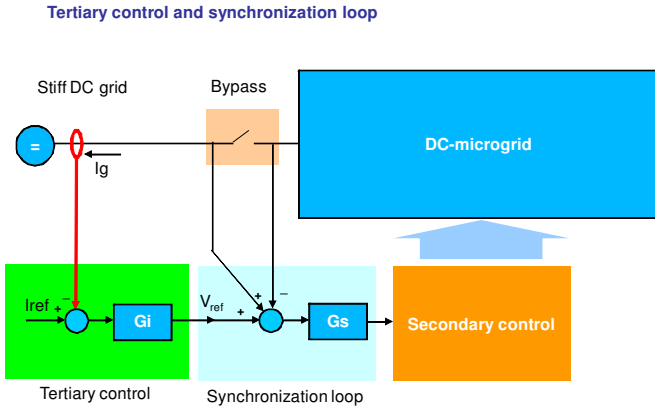 Tertiary control and synchronization loop
Stiff DC grid
Bypass
=
Ig
DC-microgrid
Iref
+
−
Gi
Vref
+
+
−
Gs
Secondary control
Tertiary control
Synchronization loop